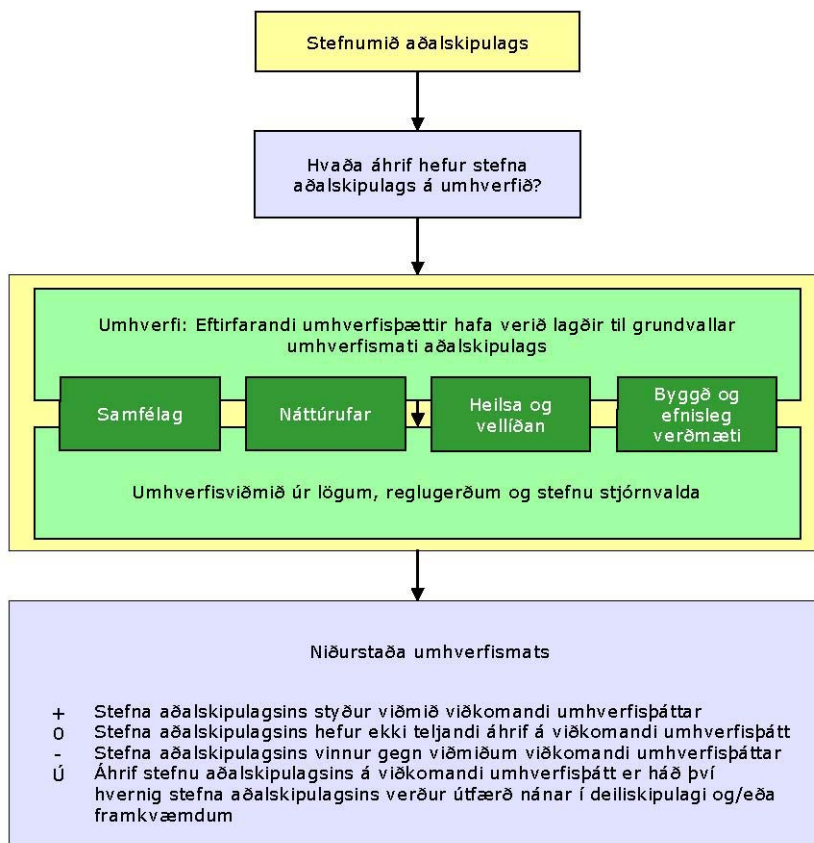 Stefnumið aðalskipulags
Hvaða áhrif hefur stefna
aðalskipulags á umhverfið?
Umhverfi: Eftirfarandi umhverfisþættir hafa verið lagðir til grundvallar
umhverfismati aðalskipulags
Samfélag
Náttúrufar
Heilsa og
vellíðan
Byggð og
efnisleg
verðmæti
Umhverfisviðmið úr lögum, reglugerðum og stefnu stjórnvalda
Niðurstaða umhverfismats
+ Stefna aðalskipulagsins styður viðmið viðkomandi umhverfisþáttar
0 Stefna aðalskipulagsins hefur ekki teljandi áhrif á viðkomandi umhverfisþátt
- Stefna aðalskipulagsins vinnur gegn viðmiðum viðkomandi umhverfisþáttar
Ú Áhrif stefnu aðalskipulagsins á viðkomandi umhverfisþátt er háð því
hvernig stefna aðalskipulagsins verður útfærð nánar í deiliskipulagi og/eða
framkvæmdum